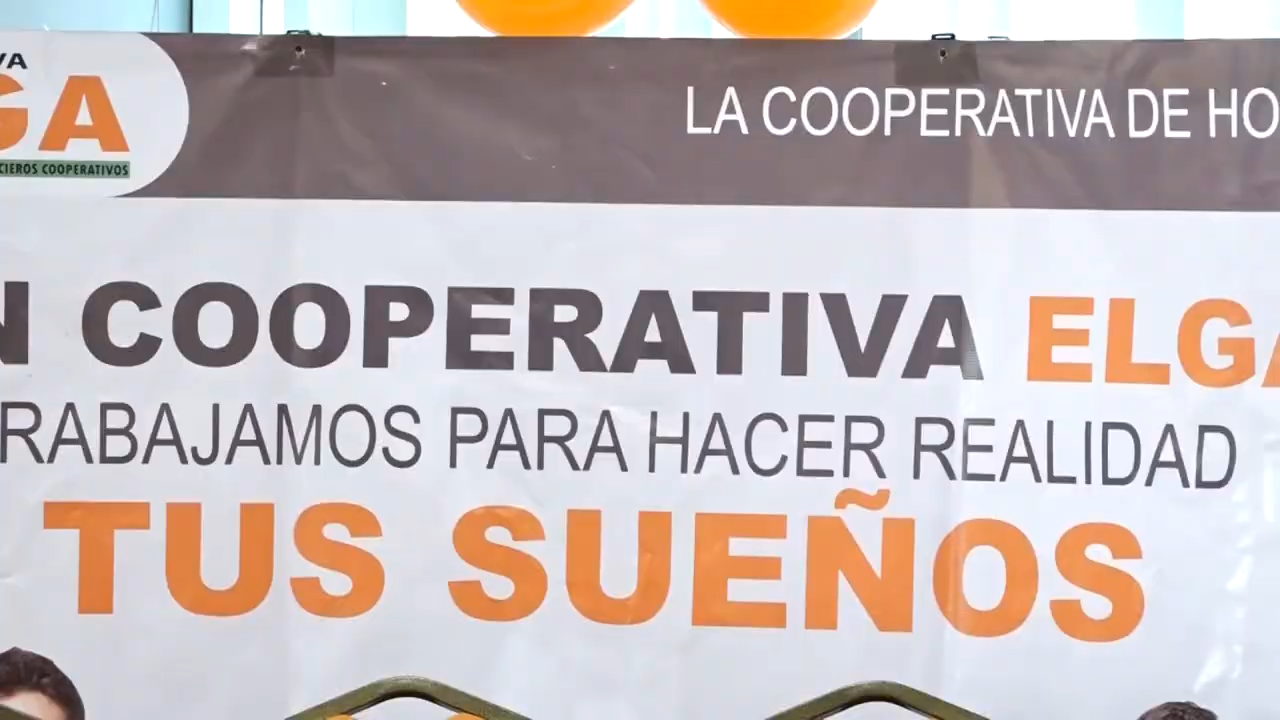 VA
GA
CIEROS COOPERATIVOS
LA COOPERATIVA DE HO
N COOPERATIVA ELGA
RABAJAMOS PARA HACER REALIDAD
TUS SUEÑOS